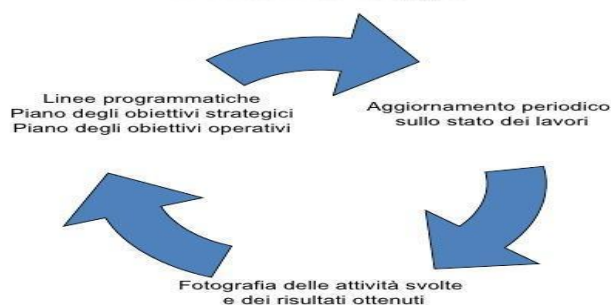 Linee programmatiche
Piano degli obiettivi strategici
Piano degli obiettivi operativi
Aggiornamento periodico
sullo stato dei lavori
Fotografia delle attività svolte
e dei risultati ottenuti